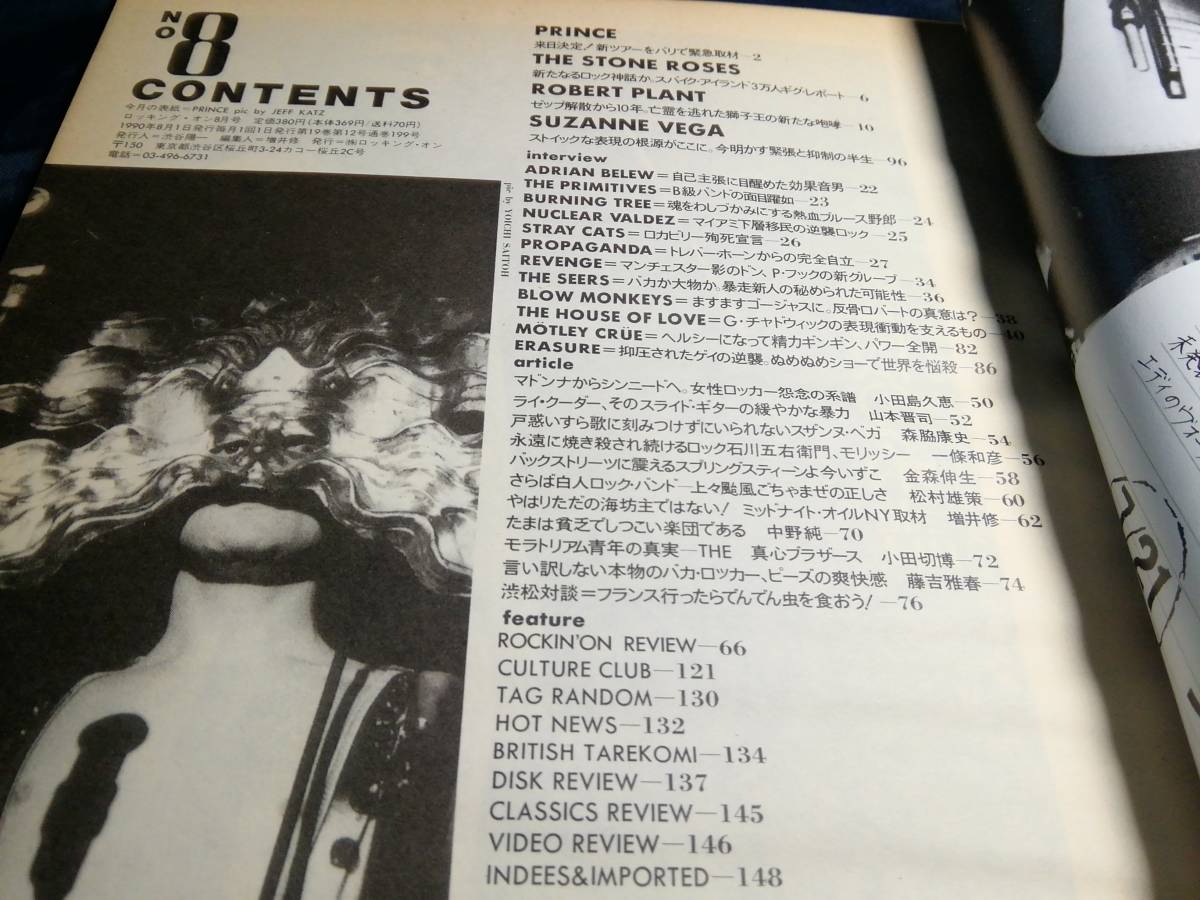 NO 8
CONTENTS
今月の表紙=PRINCE pic by JEFF KATZ
ロッキング・オン8月号 定価380円(本体369円/送料70円)
1990年8月1日発行毎月1回1日発行第19巻第12号通巻199号
発行人=渋谷陽一 編集人=増井修 発行=㈱ロッキング・オン
〒150 東京都渋谷区桜丘町3-24カコー桜丘2C号
電話=03-496-6731
pic by YOICHI SAITOH
PRINCE
来日決定!新ツアーをパリで緊急取材—2
THE STONE ROSES
新たなるロック神話か。スパイク・アイランド3万人ギグ・レポート—6
ROBERT PLANT
ゼップ解散から10年、亡霊を逃れた獅子王の新たな咆哮—10
SUZANNE VEGA
ストイックな表現の根源がここに。今明かす緊張と抑制の半生—96
interview
ADRIAN BELEW=自己主張に目醒めた効果音男—22
THE PRIMITIVES=B級バンドの面目躍如—23
BURNING TREE=魂をわしづかみにする熱血ブルース野郎—24
NUCLEAR VALDEZ=マイアミ下層移民の逆襲ロック—25
STRAY CATS=ロカビリー殉死宣言—26
PROPAGANDA=トレバー・ホーンからの完全自立—27
REVENGE=マンチェスター影のドン、P・フックの新グループ—34
THE SEERS=バカか大物か。暴走新人の秘められた可能性—36
BLOW MONKEYS=ますますゴージャスに。反骨ロバートの真意は?—38
THE HOUSE OF LOVE=G・チャドウィックの表現衝動を支えるもの—40
MÖTLEY CRÜE=ヘルシーになって精力ギンギン、パワー全開—82
ERASURE=抑圧されたゲイの逆襲。ぬめぬめショーで世界を悩殺—86
article
マドンナからシンニードへ。女性ロッカー怨念の系譜 小田島久恵—50
ライ・クーダー、そのスライド・ギターの緩やかな暴力 山本晋司—52
戸惑いすら歌に刻みつけずにいられないスザンヌ・ベガ 森脇康史—54
永遠に焼き殺され続けるロック石川五右衛門、モリッシー 一條和彦—56
バックストリーツに震えるスプリングスティーンよ今いずこ 金森伸生—58
さらば白人ロック・バンド—上々颱風ごちゃまぜの正しさ 松村雄策—60
やはりただの海坊主ではない! ミッドナイト・オイルNY取材 増井修—62
たまは貧乏でしつこい楽団である 中野純—70
モラトリアム青年の真実—THE 真心ブラザース 小田切博—72
言い訳しない本物のバカ・ロッカー、ピーズの爽快感 藤吉雅春—74
渋松対談=フランス行ったらでんでん虫を食おう!—76
feature
ROCKIN'ON REVIEW—66
CULTURE CLUB—121
TAG RANDOM—130
HOT NEWS—132
BRITISH TAREKOMI—134
DISK REVIEW—137
CLASSICS REVIEW—145
VIDEO REVIEW—146
INDEES&IMPORTED—148
エディのヴォ